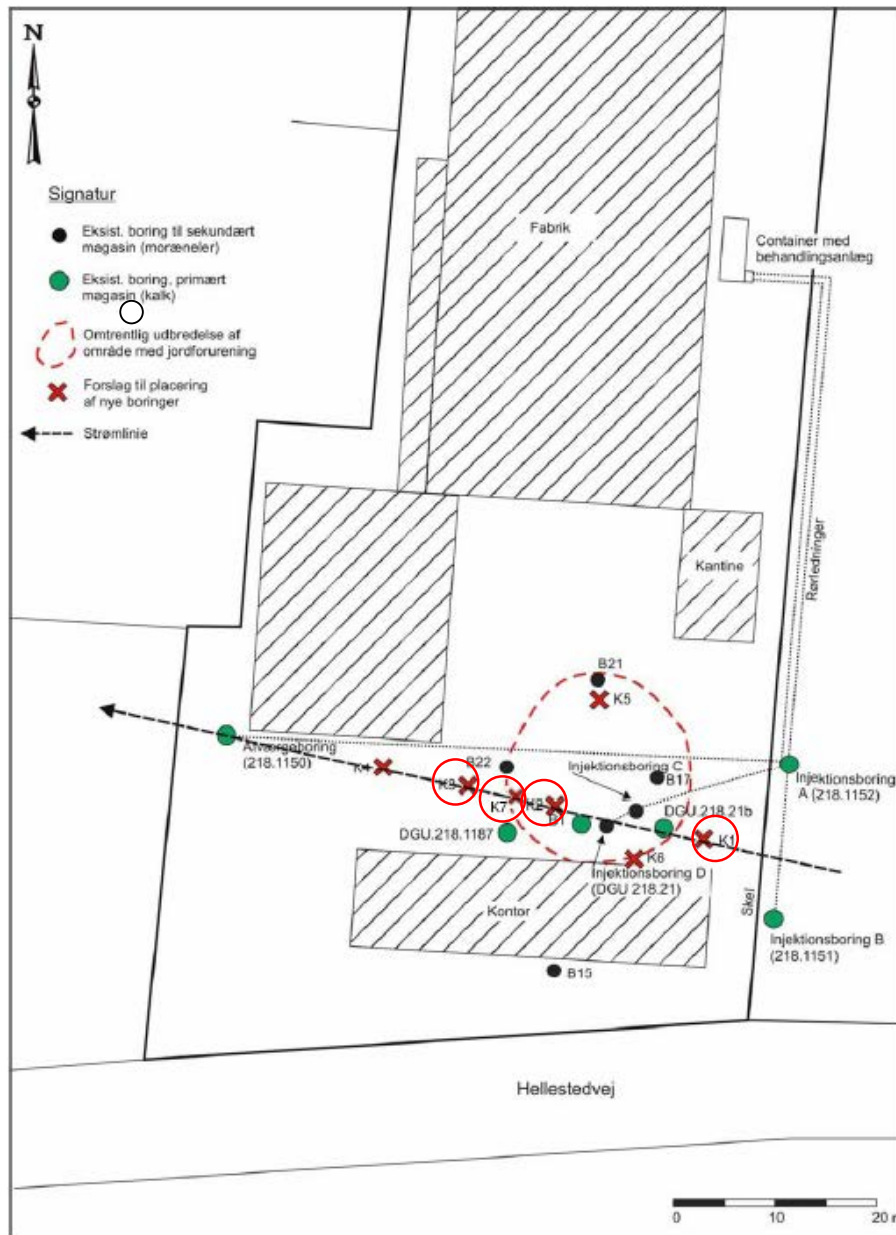 N
Signatur
Eksist. boring til sekundært
magasin (moræneler)
Eksist. boring, primært
magasin (kalk)
Omtrentlig udbredelse af
område med jordforurening
Forslag til placering
af nye boringer
Strømlinie
Fabrik
Container med
behandlingsanlæg
Rørledninger
Kantine
B21
K5
Afværgeboring
(218.1150)
K4
B22
K3
K7
K2
Injektionsboring C
B17
Injektionsboring
A (218.1152)
DGU.218.21b
B1
DGU.218.1187
K1
K6
Injektionsboring D
(DGU 218.21)
Kontor
Skel
Injektionsboring B
(218.1151)
B15
Hellestedvej
0 10 20 m